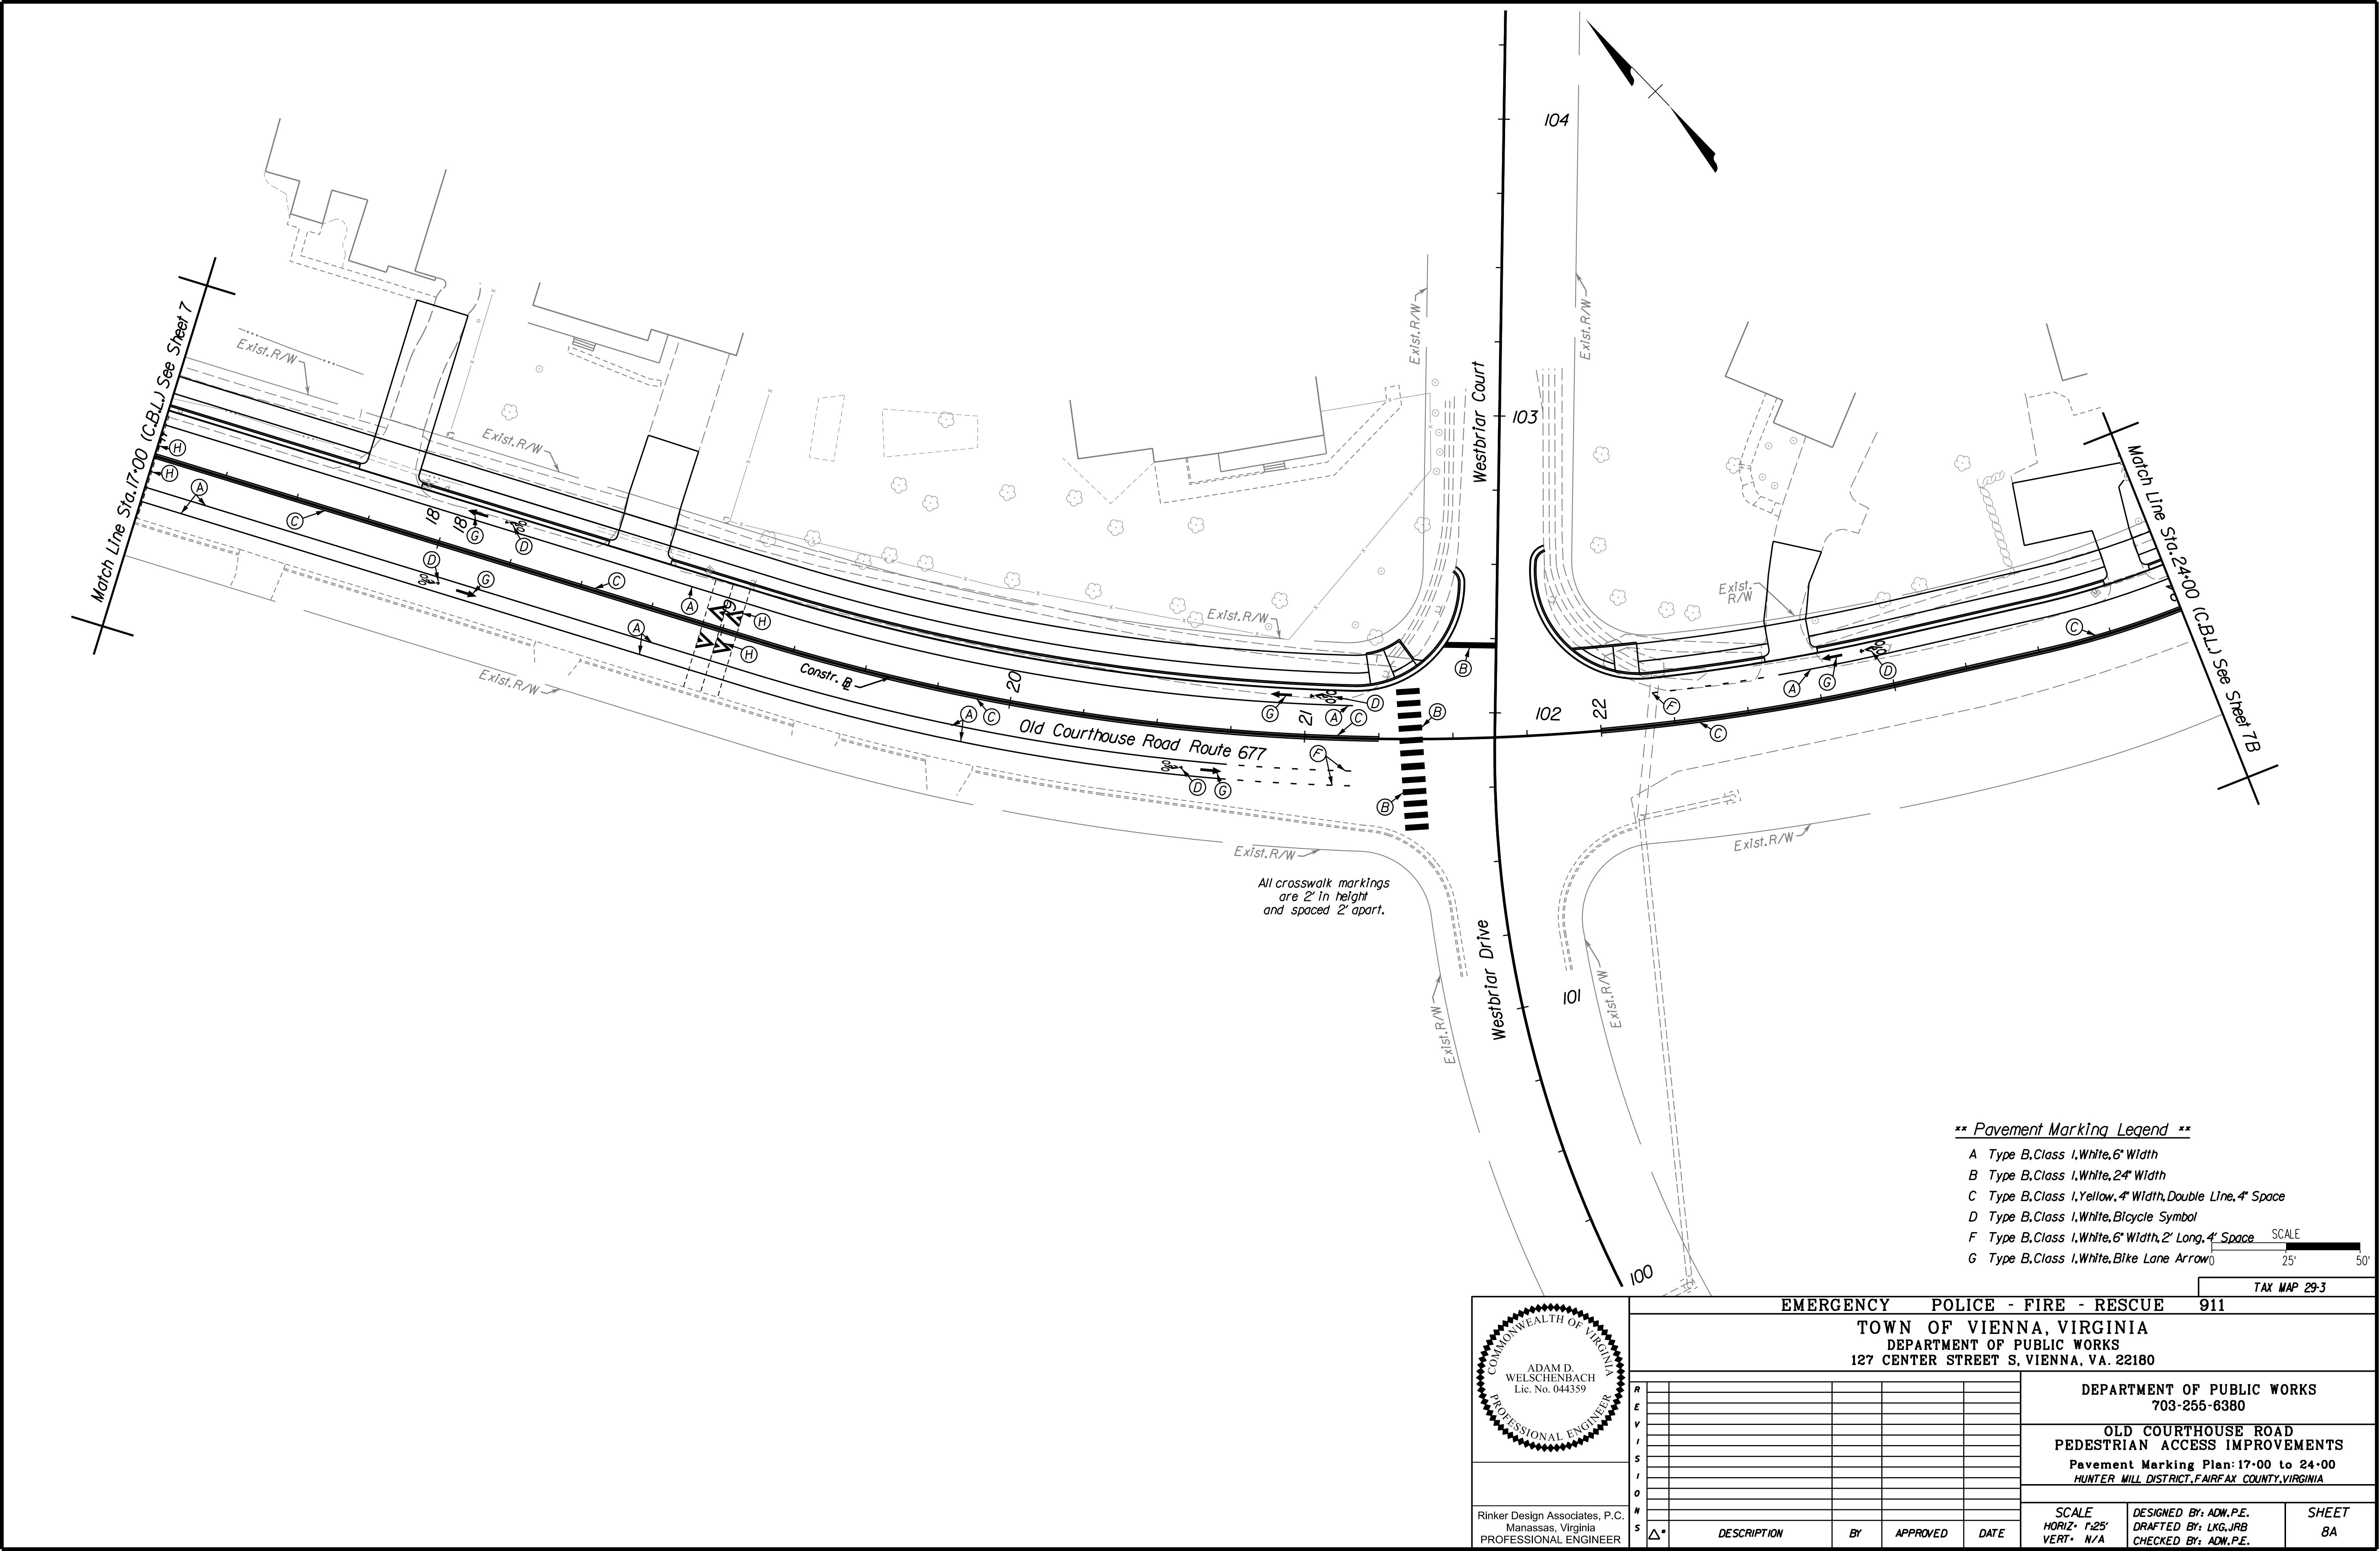 104
Match Line Sta. 17+00 (C.B.L.) See Sheet 7
Exist. R/W
Exist. R/W
Exist. R/W
Exist. R/W
Westbriar Court
103
Match Line Sta. 24+00 (C.B.L.) See Sheet 7B
H
H
A
C
18
18
G
D
D
G
C
A
A
19
H
H
Constr. BL
Exist. R/W
Exist. R/W
20
A
C
Old Courthouse Road Route 677
G
21
A
C
D
B
B
B
F
D
G
102
22
Exist.
R/W
F
A
G
D
C
C
Exist. R/W
Exist. R/W
All crosswalk markings
are 2' in height
and spaced 2' apart.
Westbriar Drive
101
Exist. R/W
Exist. R/W
100
** Pavement Marking Legend **
A Type B, Class I, White, 6" Width
B Type B, Class I, White, 24" Width
C Type B, Class I, Yellow, 4" Width, Double Line, 4" Space
D Type B, Class I, White, Bicycle Symbol
F Type B, Class I, White, 6" Width, 2' Long, 4' Space
G Type B, Class I, White, Bike Lane Arrow
SCALE
0 25' 50'
TAX MAP 29-3
EMERGENCY POLICE - FIRE - RESCUE 911
TOWN OF VIENNA, VIRGINIA
DEPARTMENT OF PUBLIC WORKS
127 CENTER STREET S, VIENNA, VA. 22180
COMMONWEALTH OF VIRGINIA
ADAM D.
WELSCHENBACH
Lic. No. 044359
PROFESSIONAL ENGINEER
Rinker Design Associates, P.C.
Manassas, Virginia
PROFESSIONAL ENGINEER
REVISIONS
△# DESCRIPTION BY APPROVED DATE
DEPARTMENT OF PUBLIC WORKS
703-255-6380
OLD COURTHOUSE ROAD
PEDESTRIAN ACCESS IMPROVEMENTS
Pavement Marking Plan: 17+00 to 24+00
HUNTER MILL DISTRICT, FAIRFAX COUNTY, VIRGINIA
SCALE
HORIZ= 1":25'
VERT= N/A
DESIGNED BY: ADW, P.E.
DRAFTED BY: LKG, JRB
CHECKED BY: ADW, P.E.
SHEET
8A